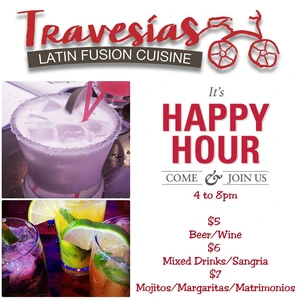 Travesías
LATIN FUSION CUISINE
It's
HAPPY
HOUR
COME & JOIN US
4 to 8pm
$5
Beer/Wine
$6
Mixed Drinks/Sangria
$7
Mojitos/Margaritas/Matrimonios